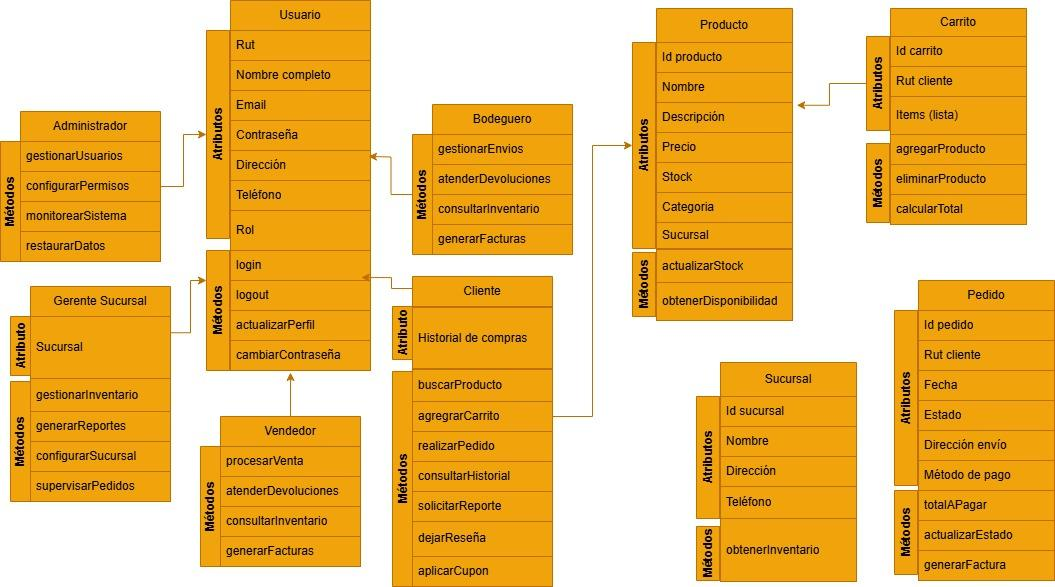 Usuario
Atributos
Rut
Nombre completo
Email
Contraseña
Dirección
Teléfono
Rol
Métodos
login
logout
actualizarPerfil
cambiarContraseña
Administrador
Métodos
gestionarUsuarios
configurarPermisos
monitorearSistema
restaurarDatos
Bodeguero
Métodos
gestionarEnvios
atenderDevoluciones
consultarInventario
generarFacturas
Gerente Sucursal
Atributo
Sucursal
Métodos
gestionarInventario
generarReportes
configurarSucursal
supervisarPedidos
Vendedor
Métodos
procesarVenta
atenderDevoluciones
consultarInventario
generarFacturas
Cliente
Atributo
Historial de compras
Métodos
buscarProducto
agregrarCarrito
realizarPedido
consultarHistorial
solicitarReporte
dejarReseña
aplicarCupon
Producto
Atributos
Id producto
Nombre
Descripción
Precio
Stock
Categoria
Sucursal
Métodos
actualizarStock
obtenerDisponibilidad
Carrito
Atributos
Id carrito
Rut cliente
Items (lista)
Métodos
agregarProducto
eliminarProducto
calcularTotal
Sucursal
Atributos
Id sucursal
Nombre
Dirección
Teléfono
Métodos
obtenerInventario
Pedido
Atributos
Id pedido
Rut cliente
Fecha
Estado
Dirección envío
Método de pago
Métodos
totalAPagar
actualizarEstado
generarFactura